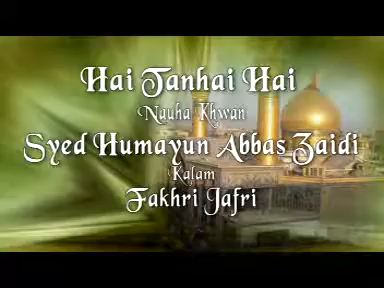 Hai Tanhai Hai
Nauha Khwan
Syed Humayun Abbas Zaidi
Kalam
Fakhri Jafri